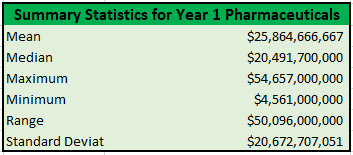 Summary Statistics for Year 1 Pharmaceuticals
Mean $25,864,666,667
Median $20,491,700,000
Maximum $54,657,000,000
Minimum $4,561,000,000
Range $50,096,000,000
Standard Deviat $20,672,707,051